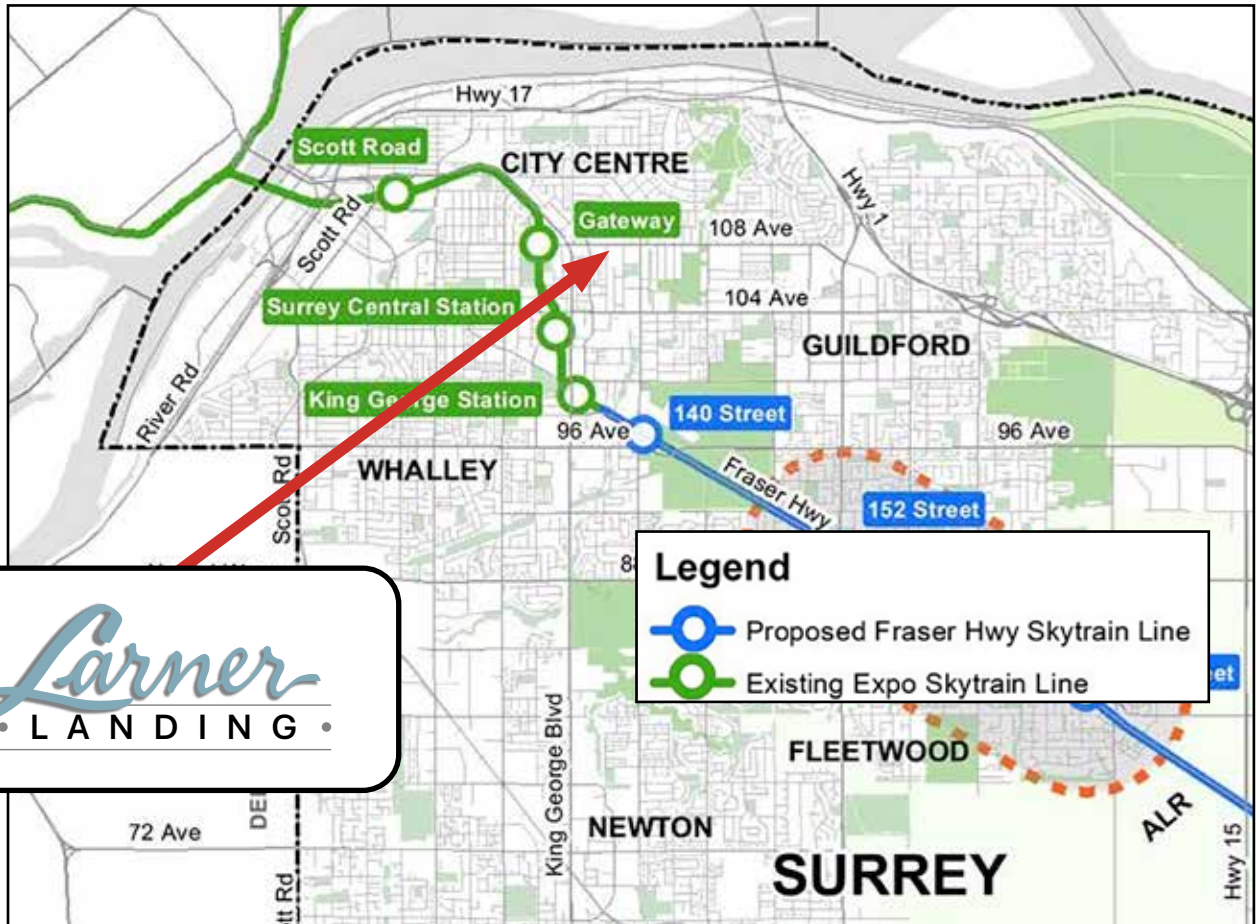 Hwy 17
Scott Road
CITY CENTRE
Hwy 1
Gateway
108 Ave
Scott Rd
Surrey Central Station
104 Ave
GUILDFORD
River Rd
King George Station
140 Street
96 Ave
96 Ave
WHALLEY
Scott Rd
Fraser Hwy
152 Street
Legend
Proposed Fraser Hwy Skytrain Line
Existing Expo Skytrain Line
Larner
• LANDING •
King George Blvd
FLEETWOOD
ALR
72 Ave
NEWTON
SURREY
Hwy 15